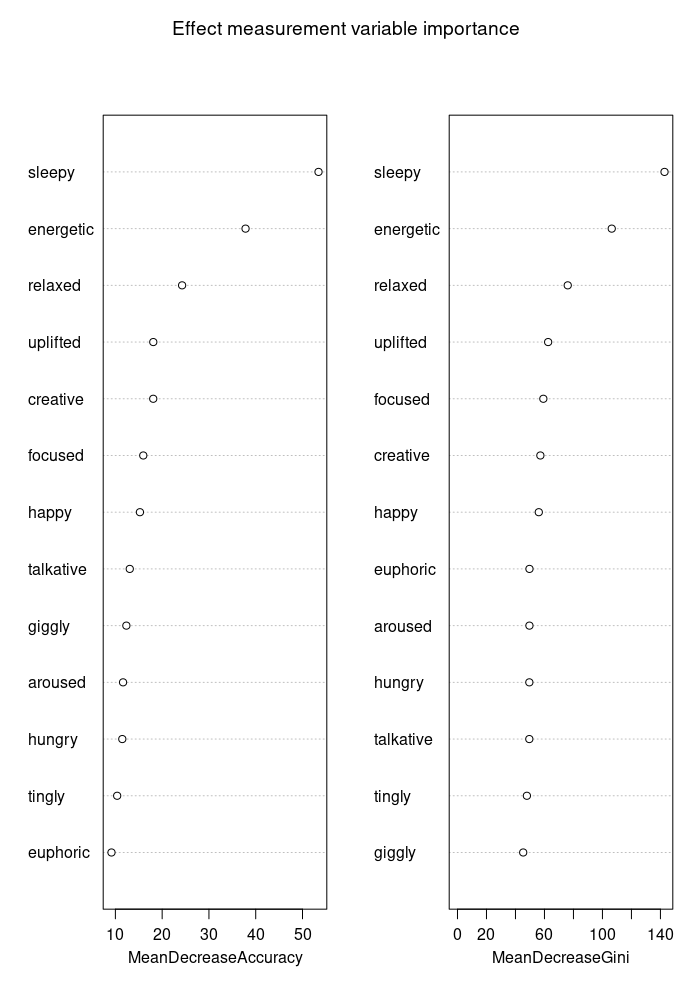 Effect measurement variable importance
sleepy
energetic
relaxed
uplifted
creative
focused
happy
talkative
giggly
aroused
hungry
tingly
euphoric
10 20 30 40 50
MeanDecreaseAccuracy
sleepy
energetic
relaxed
uplifted
focused
creative
happy
euphoric
aroused
hungry
talkative
tingly
giggly
0 20 60 100 140
MeanDecreaseGini